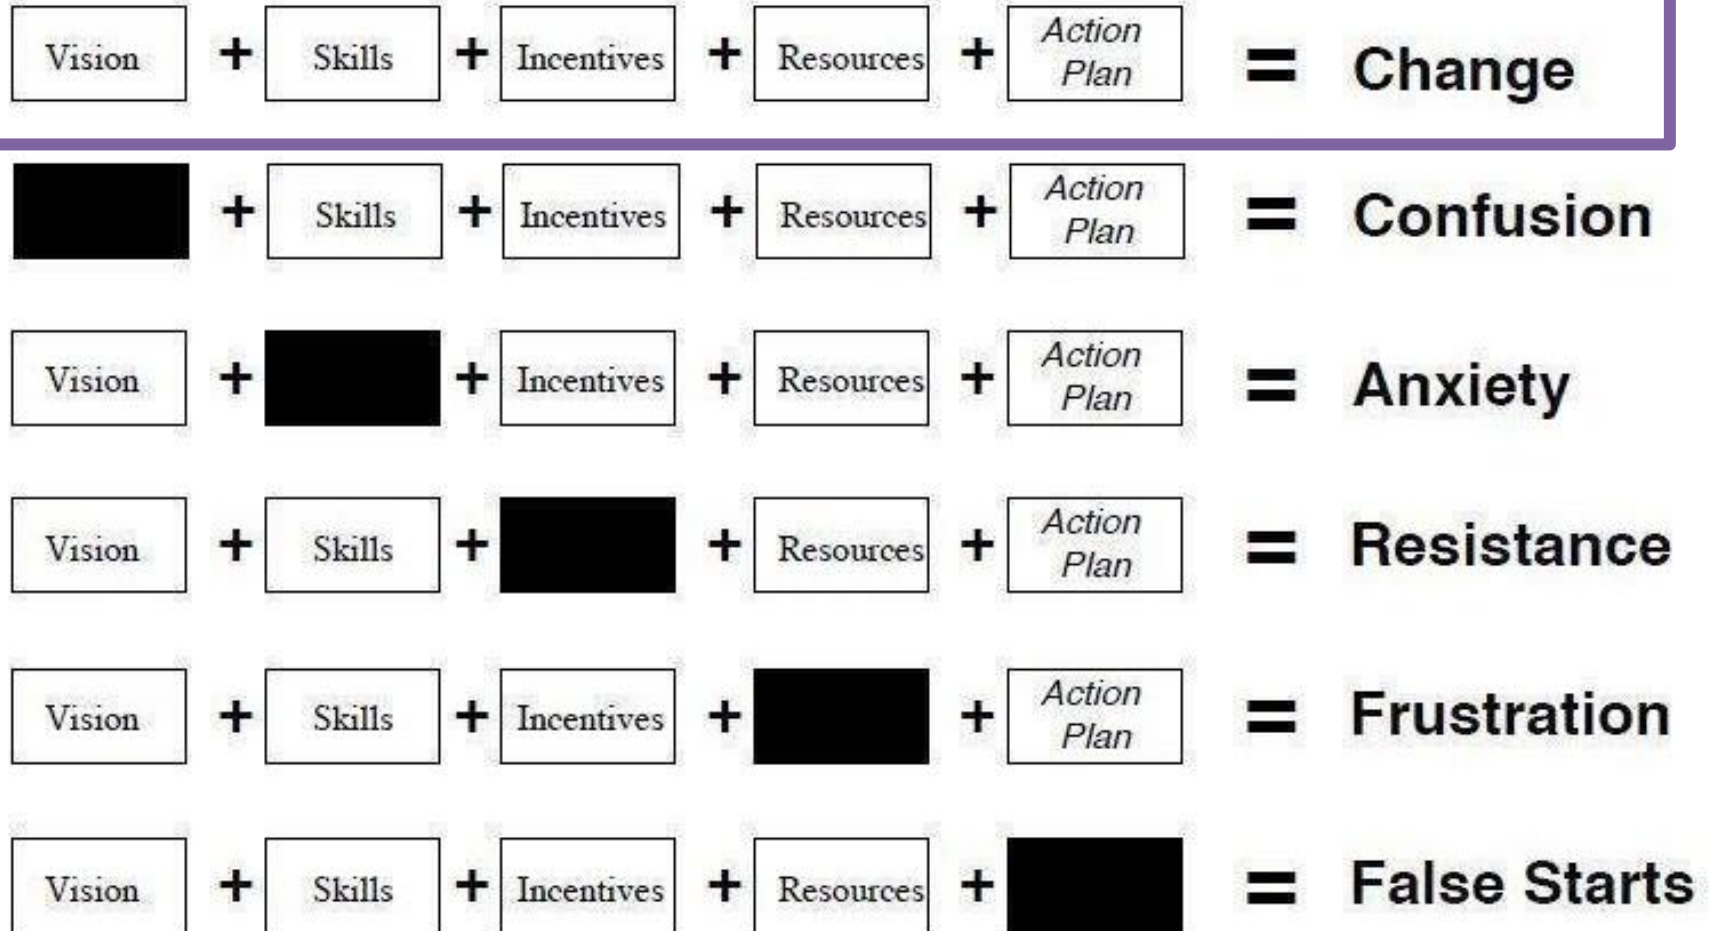 Vision + Skills + Incentives + Resources + Action Plan = Change
+ Skills + Incentives + Resources + Action Plan = Confusion
Vision + + Incentives + Resources + Action Plan = Anxiety
Vision + Skills + + Resources + Action Plan = Resistance
Vision + Skills + Incentives + + Action Plan = Frustration
Vision + Skills + Incentives + Resources + = False Starts